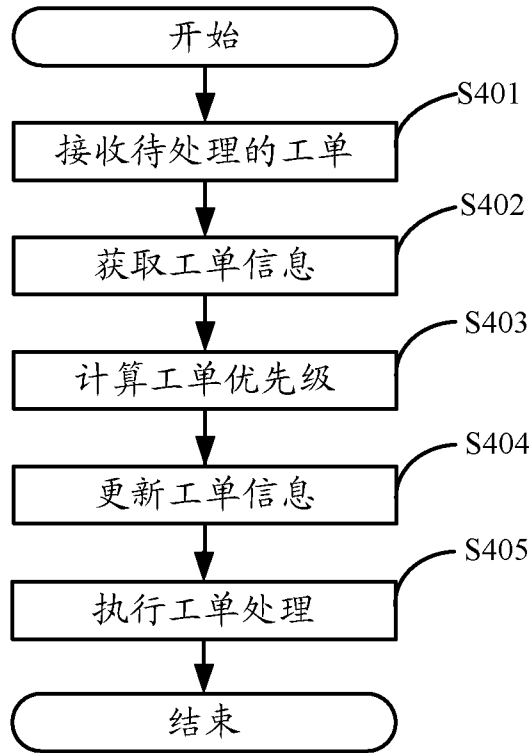 开始
S401
接收待处理的工单
S402
获取工单信息
S403
计算工单优先级
S404
更新工单信息
S405
执行工单处理
结束